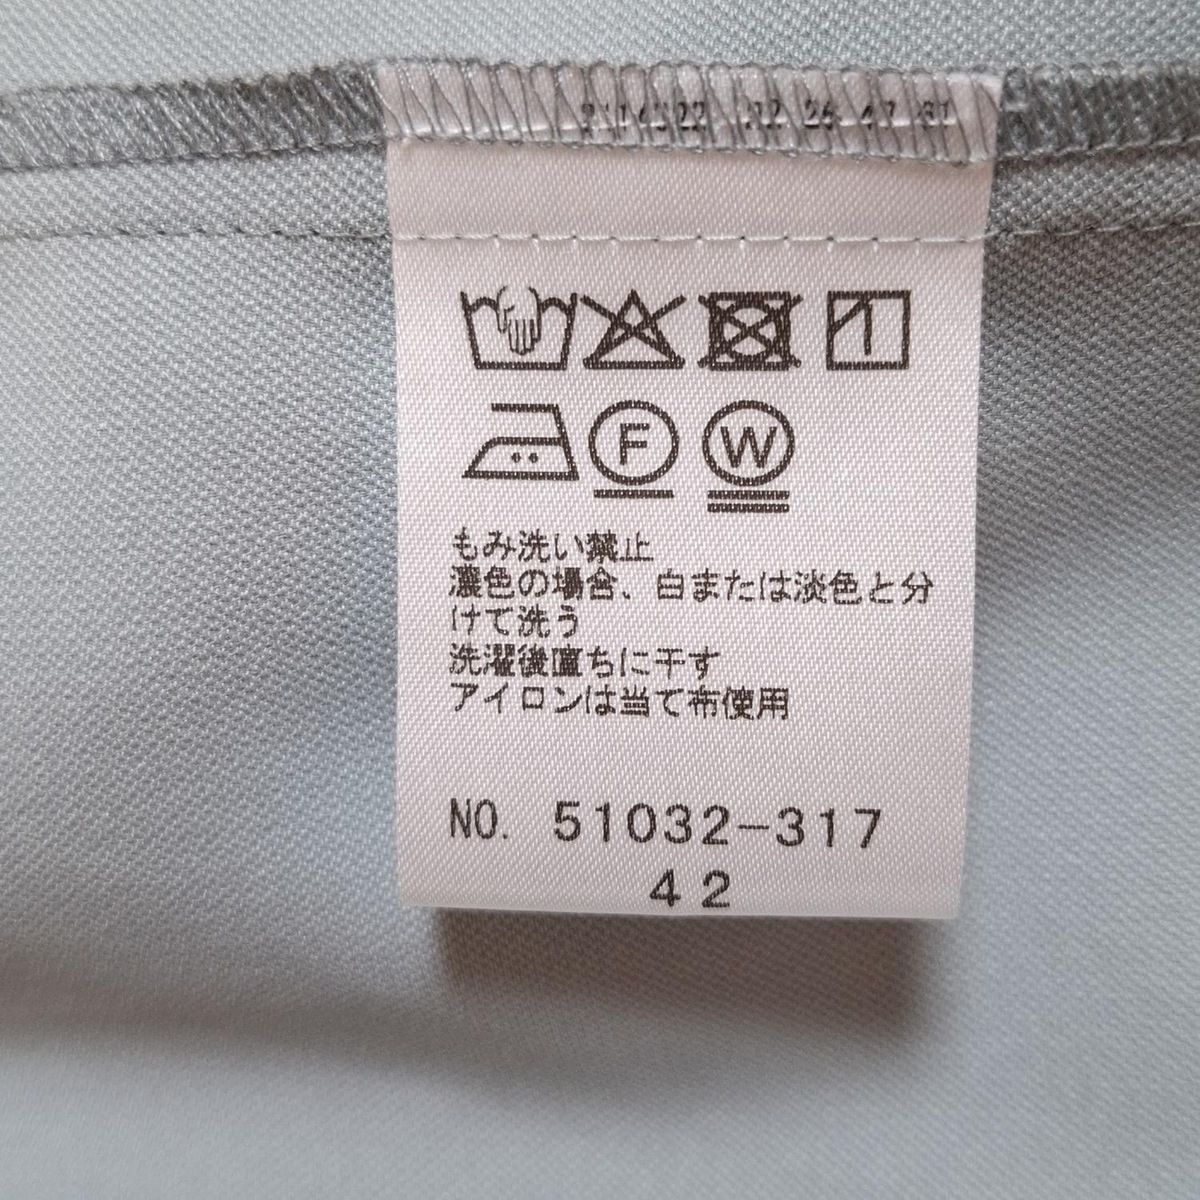 F W
もみ洗い禁止
濃色の場合、白または淡色と分
けて洗う
洗濯後直ちに干す
アイロンは当て布使用
NO. 51032-317
42